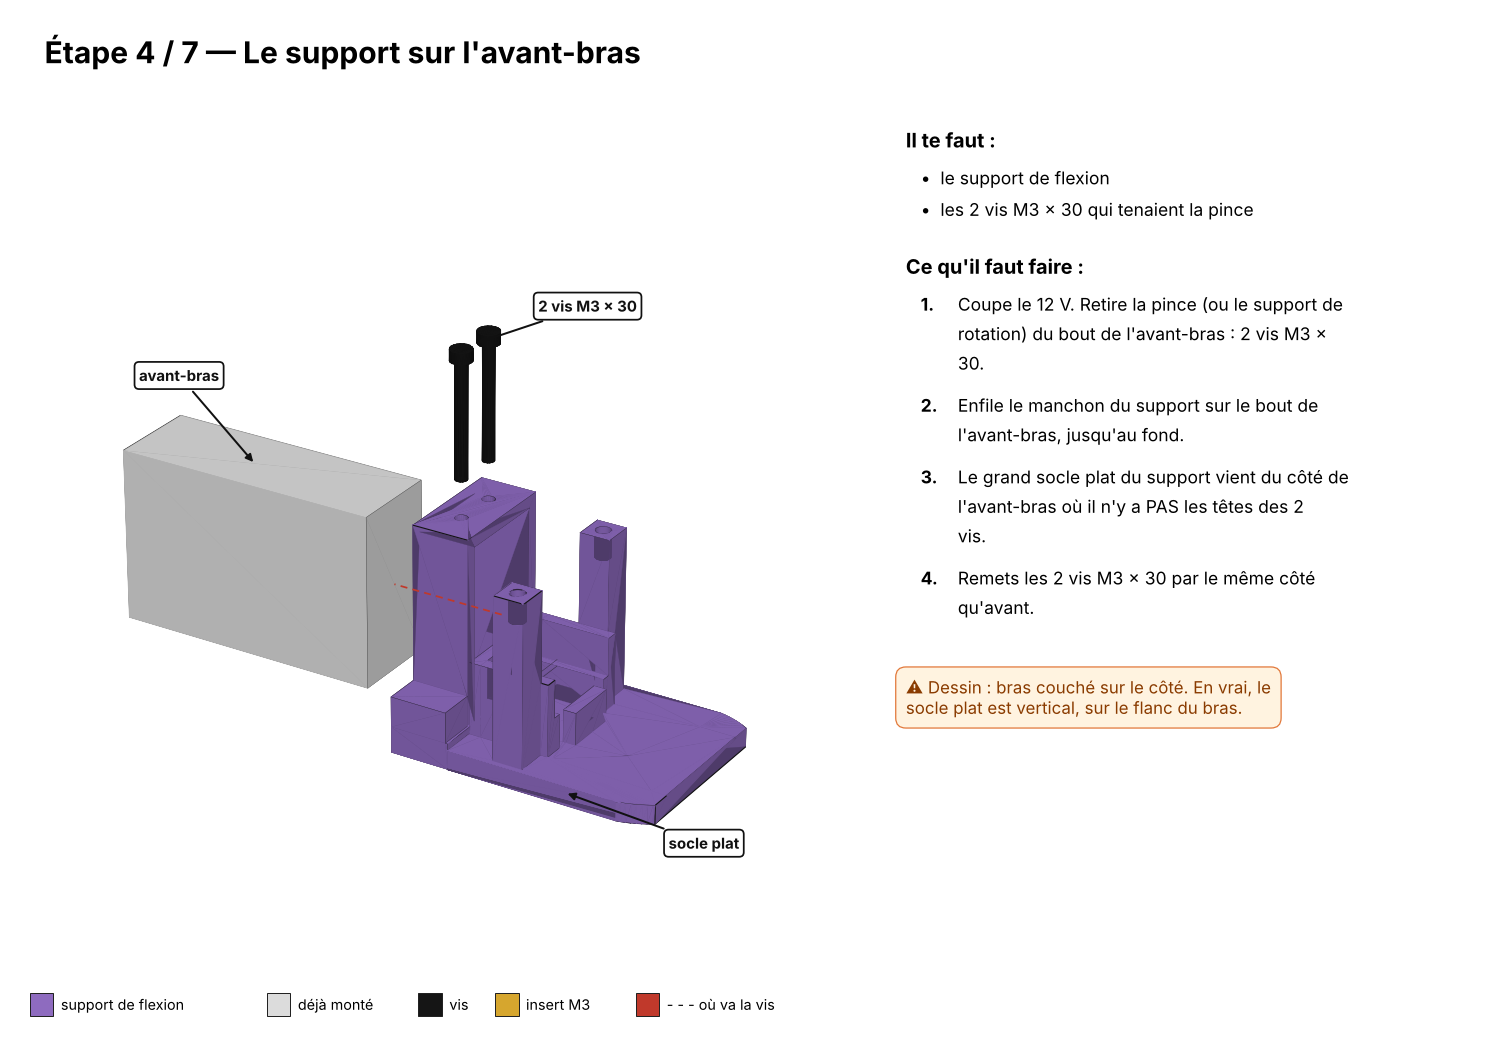 Étape 4 / 7 — Le support sur l'avant-bras
Il te faut :
• le support de flexion
• les 2 vis M3 × 30 qui tenaient la pince
Ce qu'il faut faire :
1. Coupe le 12 V. Retire la pince (ou le support de
rotation) du bout de l'avant-bras : 2 vis M3 ×
30.
2. Enfile le manchon du support sur le bout de
l'avant-bras, jusqu'au fond.
3. Le grand socle plat du support vient du côté de
l'avant-bras où il n'y a PAS les têtes des 2
vis.
4. Remets les 2 vis M3 × 30 par le même côté
qu'avant.
⚠ Dessin : bras couché sur le côté. En vrai, le
socle plat est vertical, sur le flanc du bras.
2 vis M3 × 30
avant-bras
socle plat
support de flexion
déjà monté
vis
insert M3
- - - où va la vis